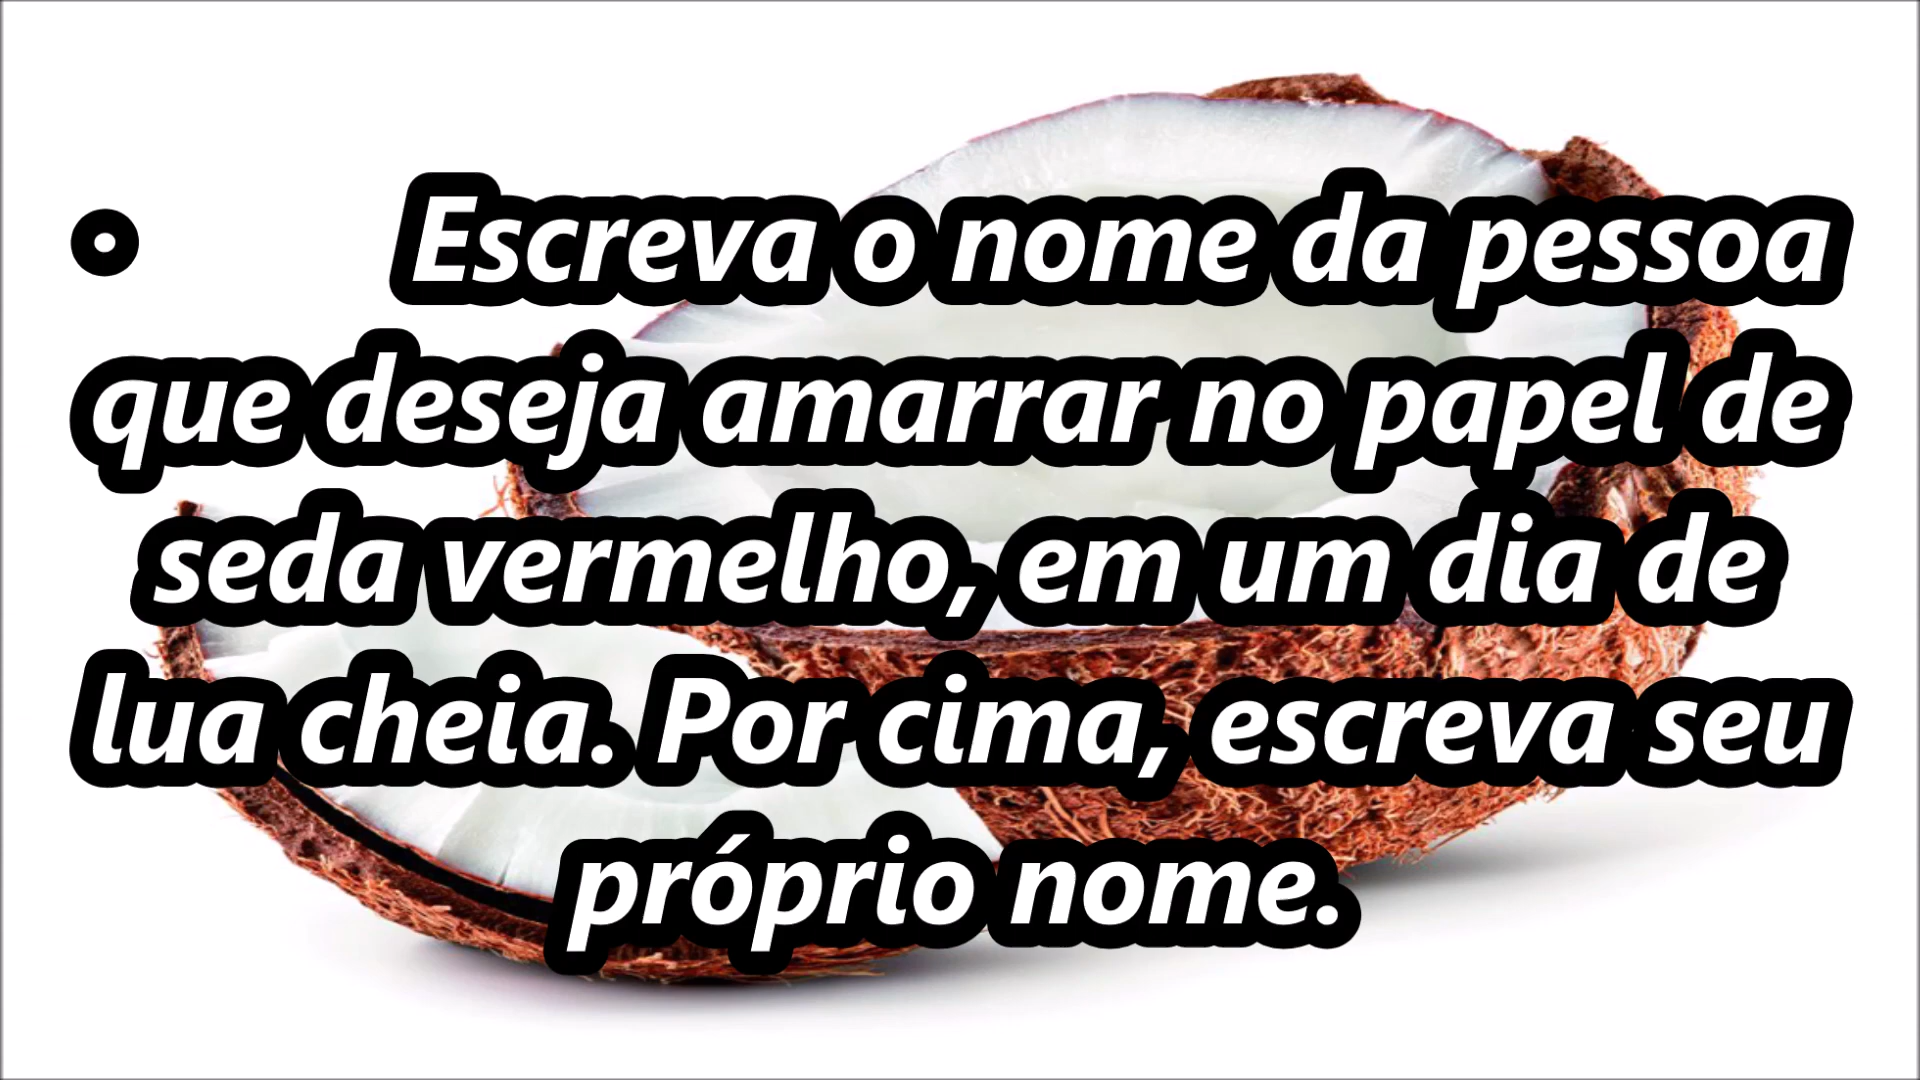 • Escreva o nome da pessoa
que deseja amarrar no papel de
seda vermelho, em um dia de
lua cheia. Por cima, escreva seu
próprio nome.